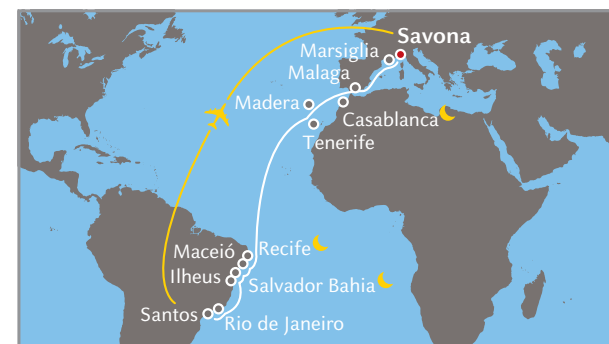 Savona
Marsiglia
Malaga
Madera
Casablanca
Tenerife
Maceió
Recife
Ilheus
Salvador Bahia
Santos
Rio de Janeiro